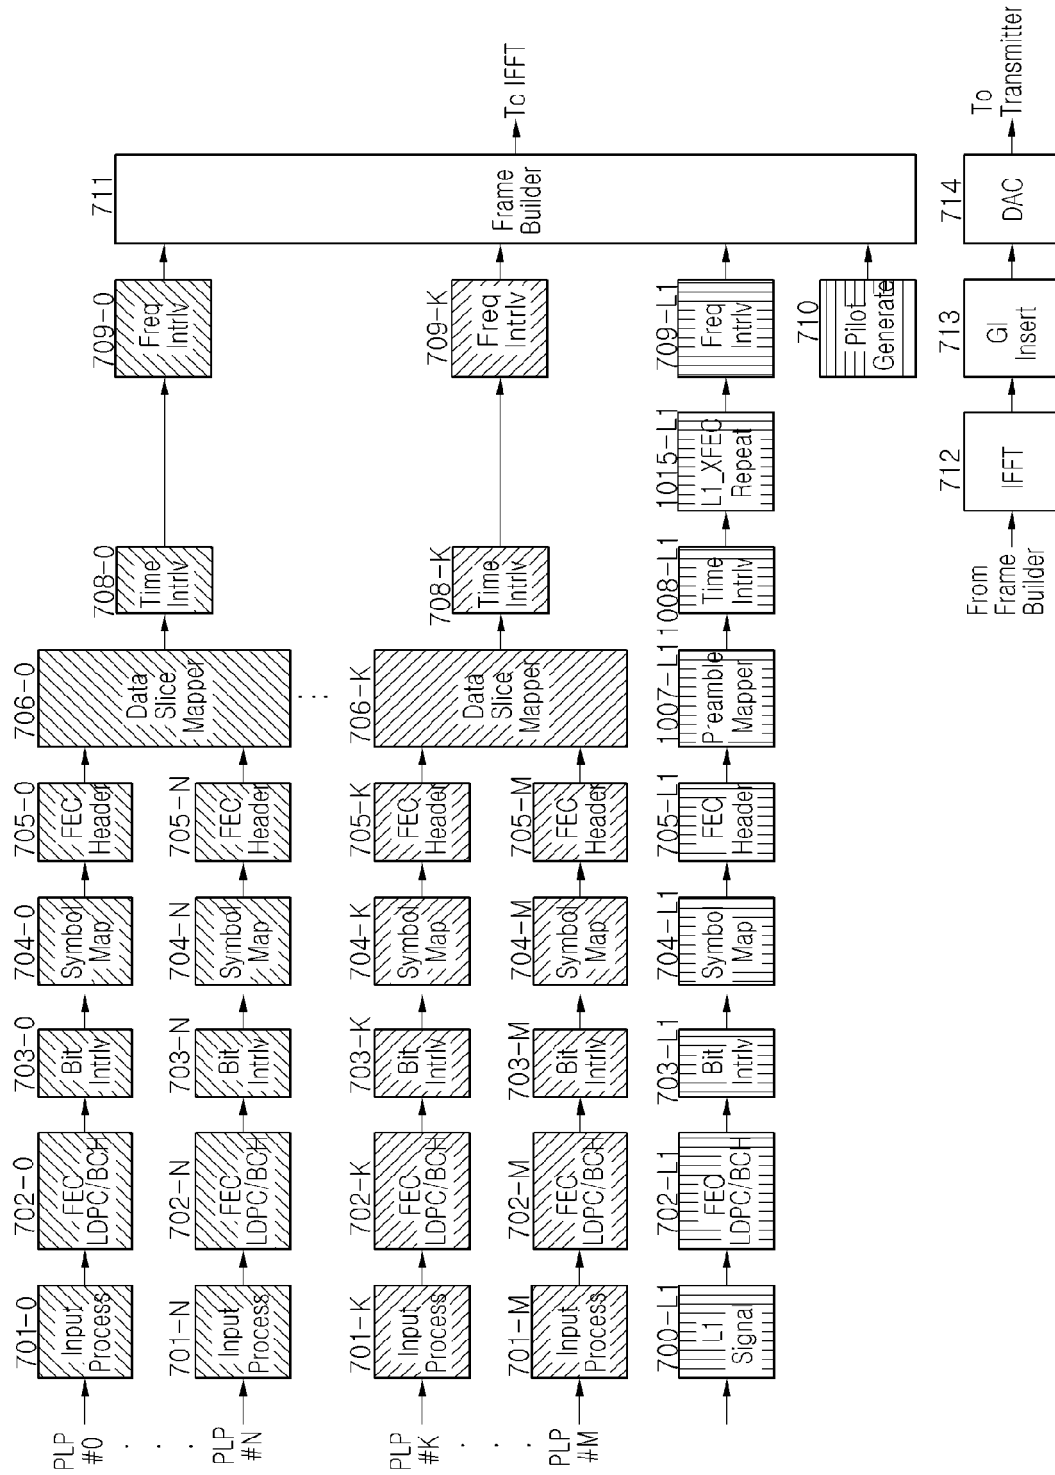 PLP
#0
701-0
Input
Process
702-0
FEC
LDPC/BCH
703-0
Bit
Intrlv
704-0
Symbol
Map
705-0
FEC
Header
PLP
#N
701-N
Input
Process
702-N
FEC
LDPC/BCH
703-N
Bit
Intrlv
704-N
Symbol
Map
705-N
FEC
Header
706-0
Data
Slice
Mapper
708-0
Time
Intrlv
709-0
Freq
Intrlv
PLP
#K
701-K
Input
Process
702-K
FEC
LDPC/BCH
703-K
Bit
Intrlv
704-K
Symbol
Map
705-K
FEC
Header
PLP
#M
701-M
Input
Process
702-M
FEC
LDPC/BCH
703-M
Bit
Intrlv
704-M
Symbol
Map
705-M
FEC
Header
706-K
Data
Slice
Mapper
708-K
Time
Intrlv
709-K
Freq
Intrlv
700-L1
L1
Signal
702-L1
FEC
LDPC/BCH
703-L1
Bit
Intrlv
704-L1
Symbol
Map
705-L1
FEC
Header
1007-L1
Preamble
Mapper
1008-L1
Time
Intrlv
1015-L1
L1_XFEC
Repeat
709-L1
Freq
Intrlv
710
Pilot
Generate
711
Frame
Builder
To IFFT
From
Frame
Builder
712
IFFT
713
GI
Insert
714
DAC
To
Transmitter